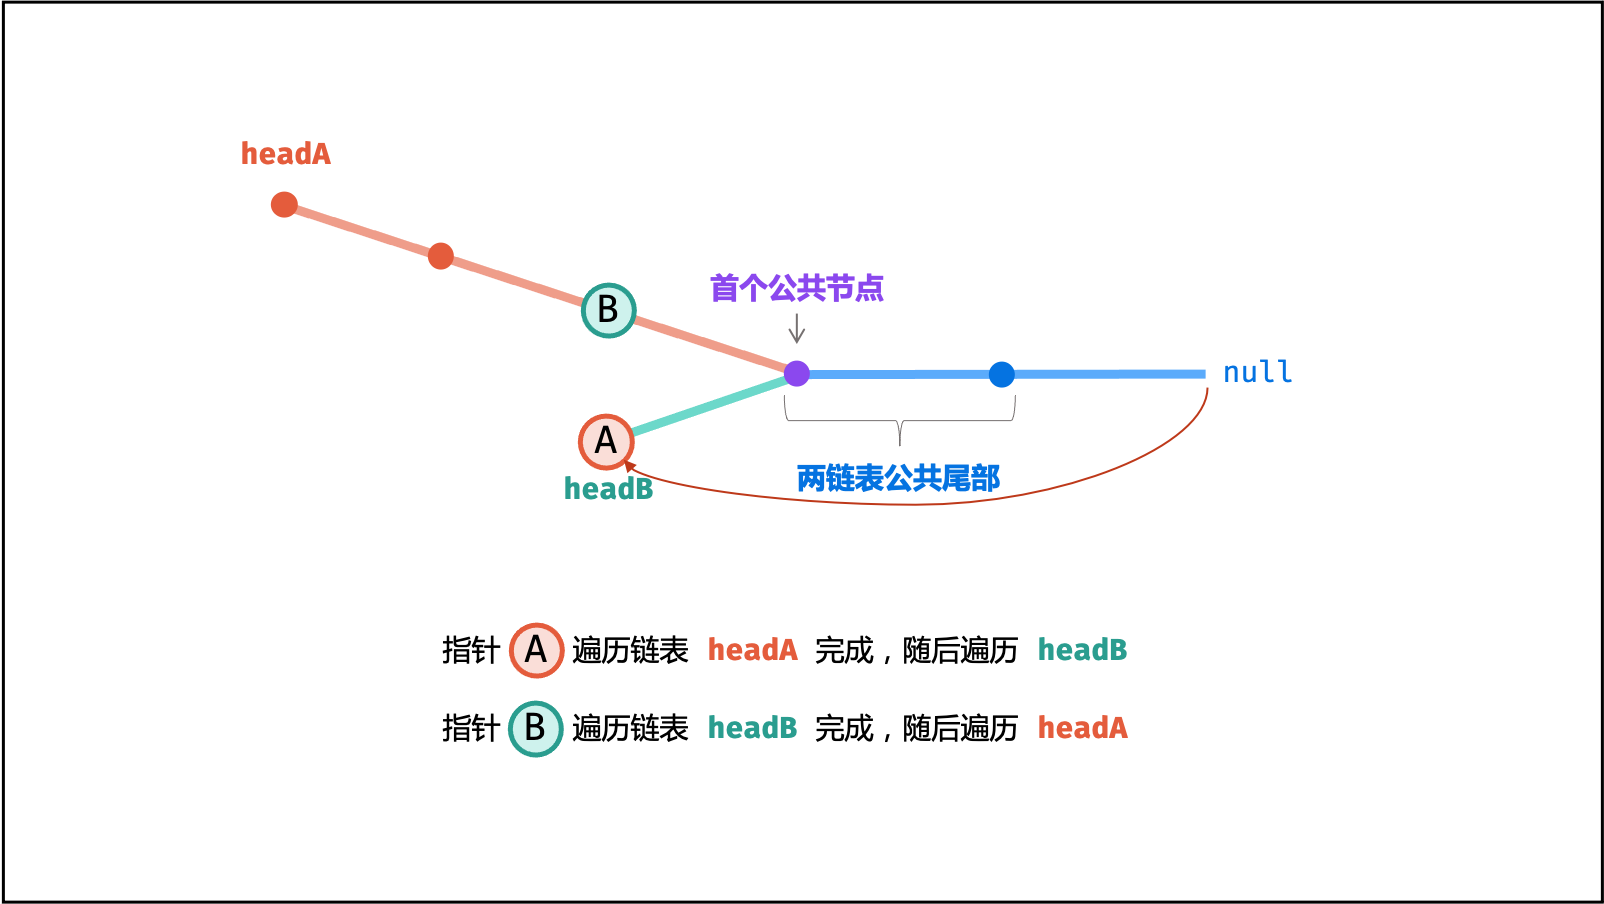 headA
首个公共节点
B
null
A
headB
两链表公共尾部
指针 A 遍历链表 headA 完成，随后遍历 headB
指针 B 遍历链表 headB 完成，随后遍历 headA